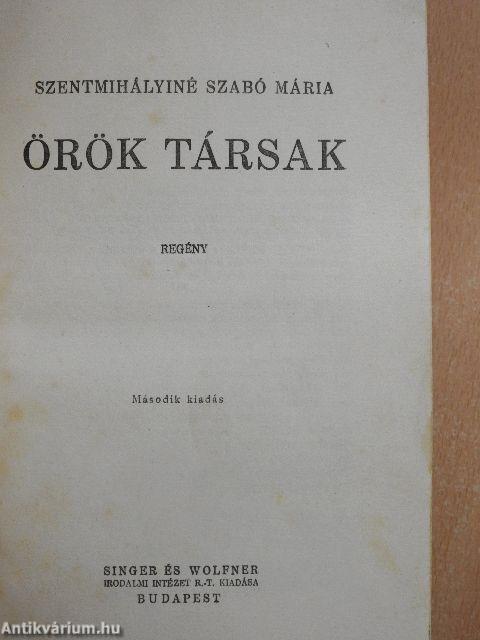 SZENTMIHÁLYINÉ SZABÓ MÁRIA
ÖRÖK TÁRSAK
REGÉNY
Második kiadás
SINGER ÉS WOLFNER
IRODALMI INTÉZET R.-T. KIADÁSA
BUDAPEST
Antikvárium.hu